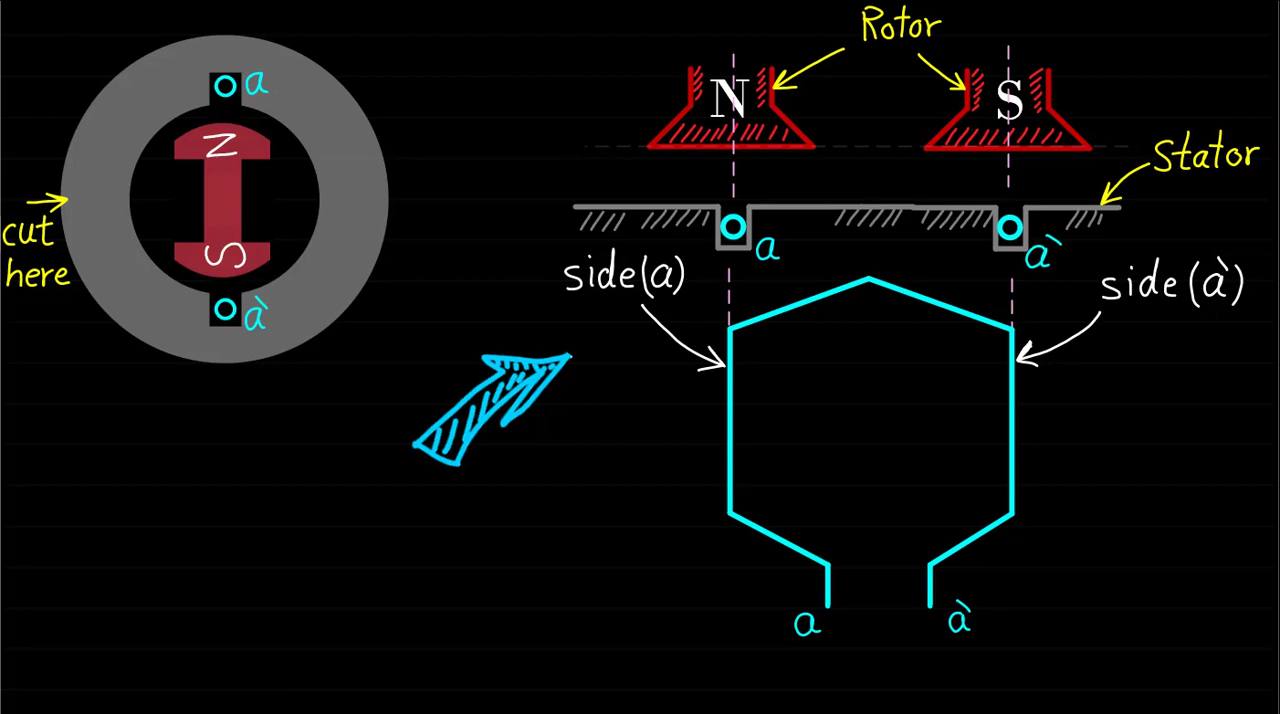 a
N
S
à
cut
here
Rotor
N
S
Stator
a
à
side(a)
side(à)
a
à